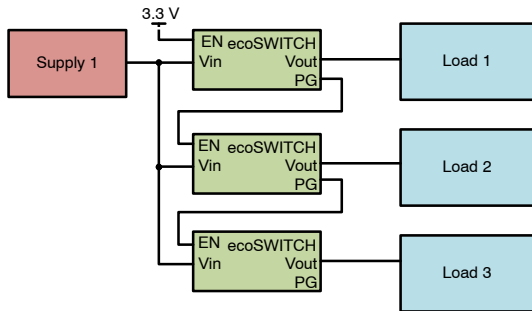 3.3 V
Supply 1
EN ecoSWITCH
Vin Vout
PG
Load 1
EN ecoSWITCH
Vin Vout
PG
Load 2
EN ecoSWITCH
Vin Vout
PG
Load 3